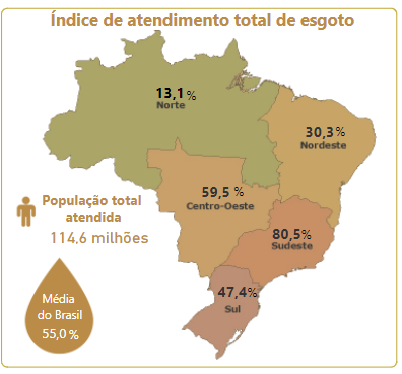 Índice de atendimento total de esgoto
13,1 %
Norte
30,3 %
Nordeste
59,5 %
Centro-Oeste
População total
atendida
114,6 milhões
80,5%
Sudeste
47,4%
Sul
Média
do Brasil
55,0 %